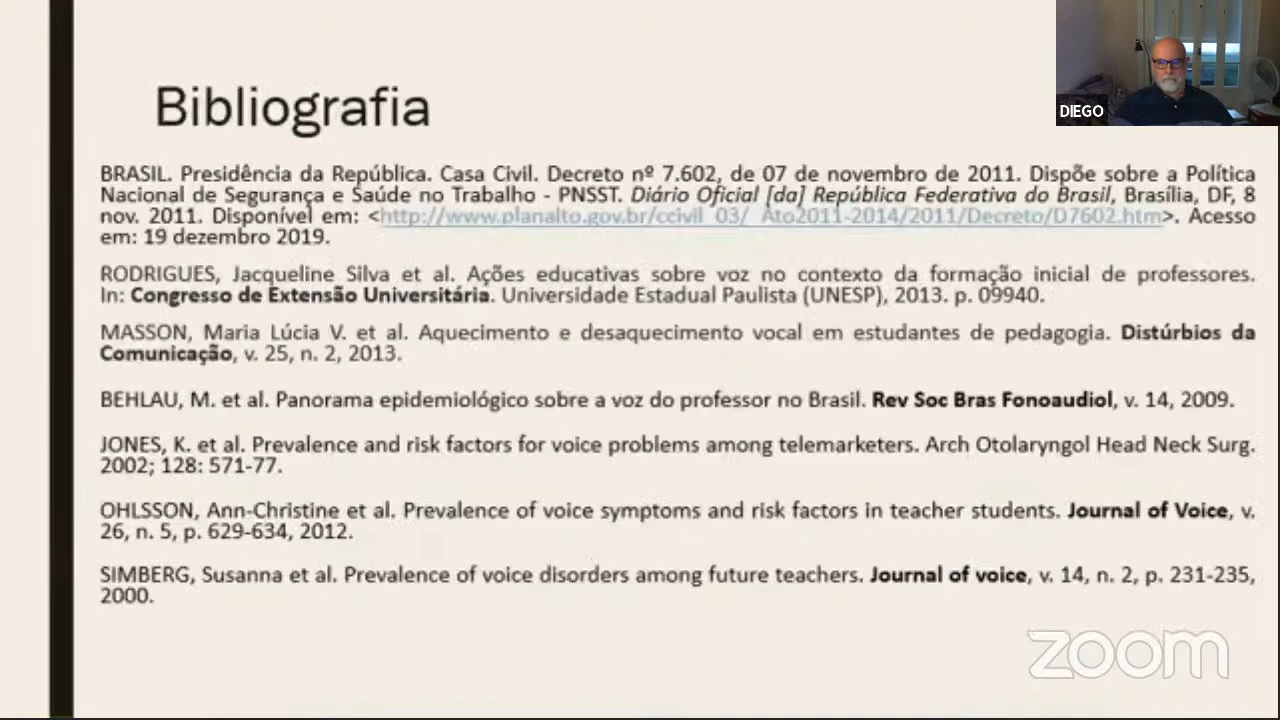 Bibliografia
DIEGO
BRASIL. Presidência da República. Casa Civil. Decreto nº 7.602, de 07 de novembro de 2011. Dispõe sobre a Política
Nacional de Segurança e Saúde no Trabalho - PNSST. Diário Oficial [da] República Federativa do Brasil, Brasília, DF, 8
nov. 2011. Disponível em: <http://www.planalto.gov.br/ccivil_03/_Ato2011-2014/2011/Decreto/D7602.htm>. Acesso
em: 19 dezembro 2019.
RODRIGUES, Jacqueline Silva et al. Ações educativas sobre voz no contexto da formação inicial de professores.
In: Congresso de Extensão Universitária. Universidade Estadual Paulista (UNESP), 2013. p. 09940.
MASSON, Maria Lúcia V. et al. Aquecimento e desaquecimento vocal em estudantes de pedagogia. Distúrbios da
Comunicação, v. 25, n. 2, 2013.
BEHLAU, M. et al. Panorama epidemiológico sobre a voz do professor no Brasil. Rev Soc Bras Fonoaudiol, v. 14, 2009.
JONES, K. et al. Prevalence and risk factors for voice problems among telemarketers. Arch Otolaryngol Head Neck Surg.
2002; 128: 571-77.
OHLSSON, Ann-Christine et al. Prevalence of voice symptoms and risk factors in teacher students. Journal of Voice, v.
26, n. 5, p. 629-634, 2012.
SIMBERG, Susanna et al. Prevalence of voice disorders among future teachers. Journal of voice, v. 14, n. 2, p. 231-235,
2000.
zoom